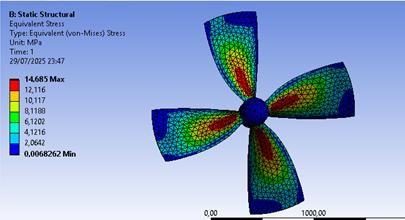 B: Static Structural
Equivalent Stress
Type: Equivalent (von-Mises) Stress
Unit: MPa
Time: 1
29/07/2025 23:47
14,685 Max
12,116
10,117
8,1188
6,1202
4,1216
2,0642
0,0068262 Min
0,00
1000,00